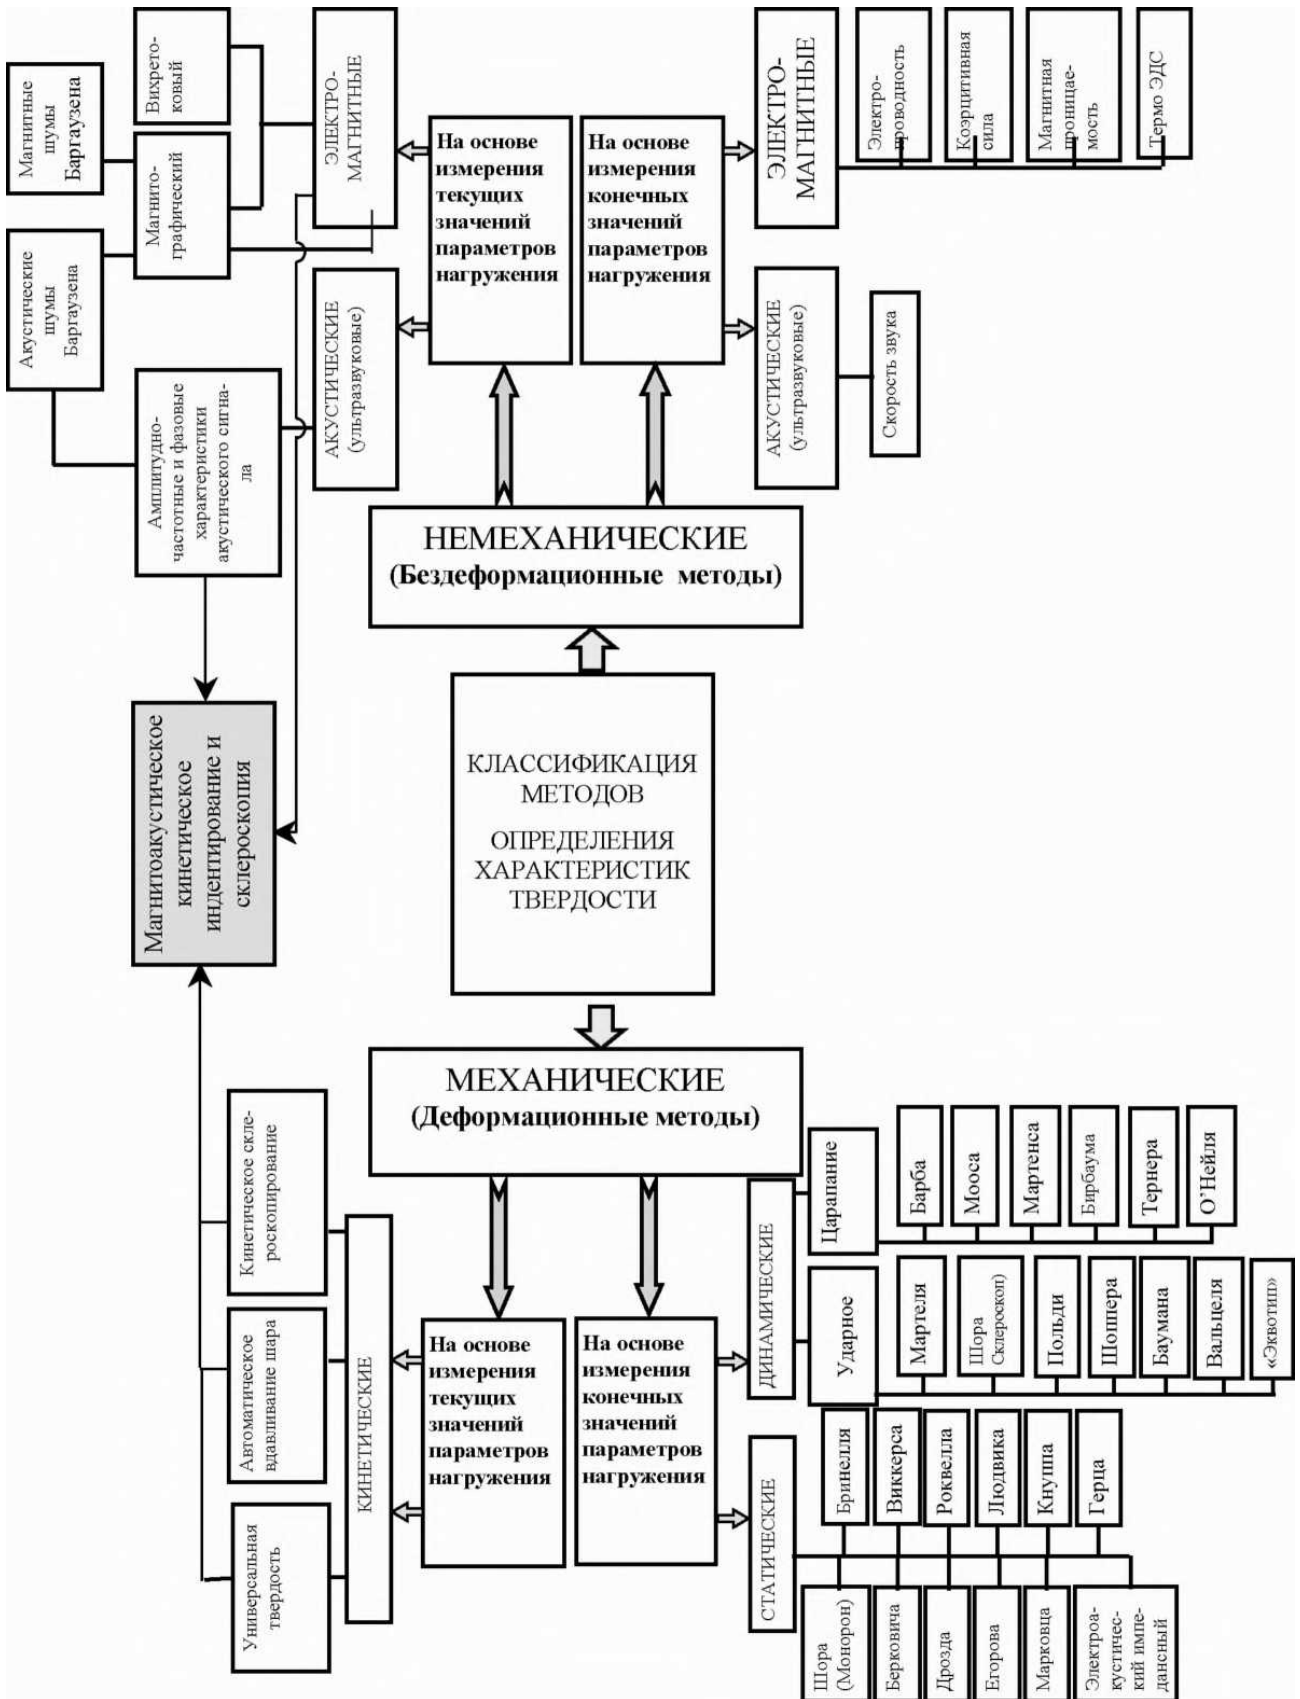 КЛАССИФИКАЦИЯ
МЕТОДОВ
ОПРЕДЕЛЕНИЯ
ХАРАКТЕРИСТИК
ТВЕРДОСТИ
МЕХАНИЧЕСКИЕ
(Деформационные методы)
НЕМЕХАНИЧЕСКИЕ
(Бездеформационные методы)
На основе
измерения
текущих
значений
параметров
нагружения
На основе
измерения
конечных
значений
параметров
нагружения
На основе
измерения
текущих
значений
параметров
нагружения
На основе
измерения
конечных
значений
параметров
нагружения
КИНЕТИЧЕСКИЕ
Универсальная
твердость
Автоматическое
вдавливание шара
Кинетическое скле-
роскопирование
Магнитоакустическое
кинетическое
индентирование и
склероскопия
СТАТИЧЕСКИЕ
Бринелля
Виккерса
Роквелла
Людвика
Кнуппа
Герца
Шора
(Монорон)
Берковича
Дрозда
Егорова
Марковца
Электроа-
кустичес-
кий импе-
дансный
ДИНАМИЧЕСКИЕ
Ударное
Мартеля
Шора
Склероскоп)
Польди
Шоппера
Баумана
Вальцеля
«Эквотип»
Царапание
Барба
Мооса
Мартенса
Бирбаума
Тернера
О'Нейля
АКУСТИЧЕСКИЕ
(ультразвуковые)
ЭЛЕКТРО-
МАГНИТНЫЕ
Амплитудно-
частотные и фазовые
характеристики
акустического сигна-
ла
Магнито-
графический
Вихрето-
ковый
Акустические
шумы
Баргаузена
Магнитные
шумы
Баргаузена
АКУСТИЧЕСКИЕ
(ультразвуковые)
Скорость звука
ЭЛЕКТРО-
МАГНИТНЫЕ
Электро-
проводность
Коэрцитивная
сила
Магнитная
проницае-
мость
Термо ЭДС